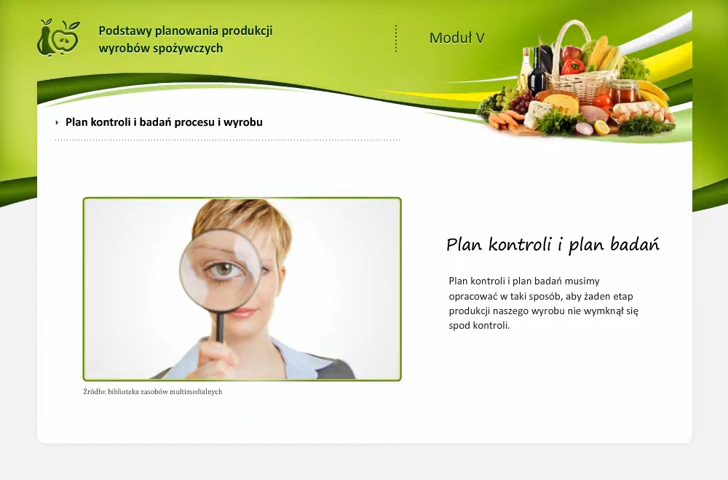 Podstawy planowania produkcji
wyrobów spożywczych
Moduł V
Plan kontroli i badań procesu i wyrobu
Plan kontroli i plan badań
Plan kontroli i plan badań musimy
opracować w taki sposób, aby żaden etap
produkcji naszego wyrobu nie wymknął się
spod kontroli.
Źródło: biblioteka zasobów multimedialnych